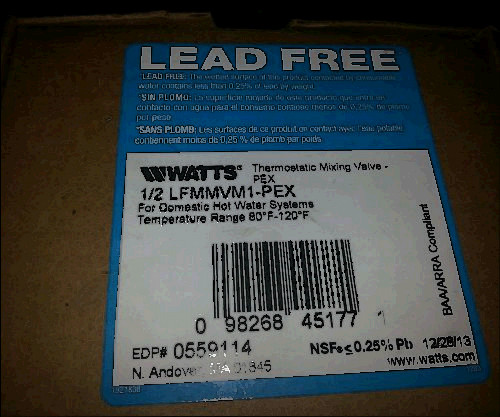 LEAD FREE
*LEAD FREE: The wetted surface of this product contacted by consumable
water contains less than 0.25% of lead by weight.
*SIN PLOMO: La superficie mojada de este producto que entra en
contacto con agua para el consumo contiene menos de 0.25% de plomo
por peso
*SANS PLOMB: Les surfaces de ce produit en contact avec l'eau potable
contiennent moins de 0,25 % de plomb par poids
WATTS® Thermostatic Mixing Valve -
PEX
1/2 LFMMVM1-PEX
For Domestic Hot Water Systems
Temperature Range 80°F-120°F
BAA/ARRA Compliant
0 98268 45177 1
EDP# 0559114
NSF® ≤ 0.25% Pb 12/28/13
N. Andover, MA 01845
www.watts.com